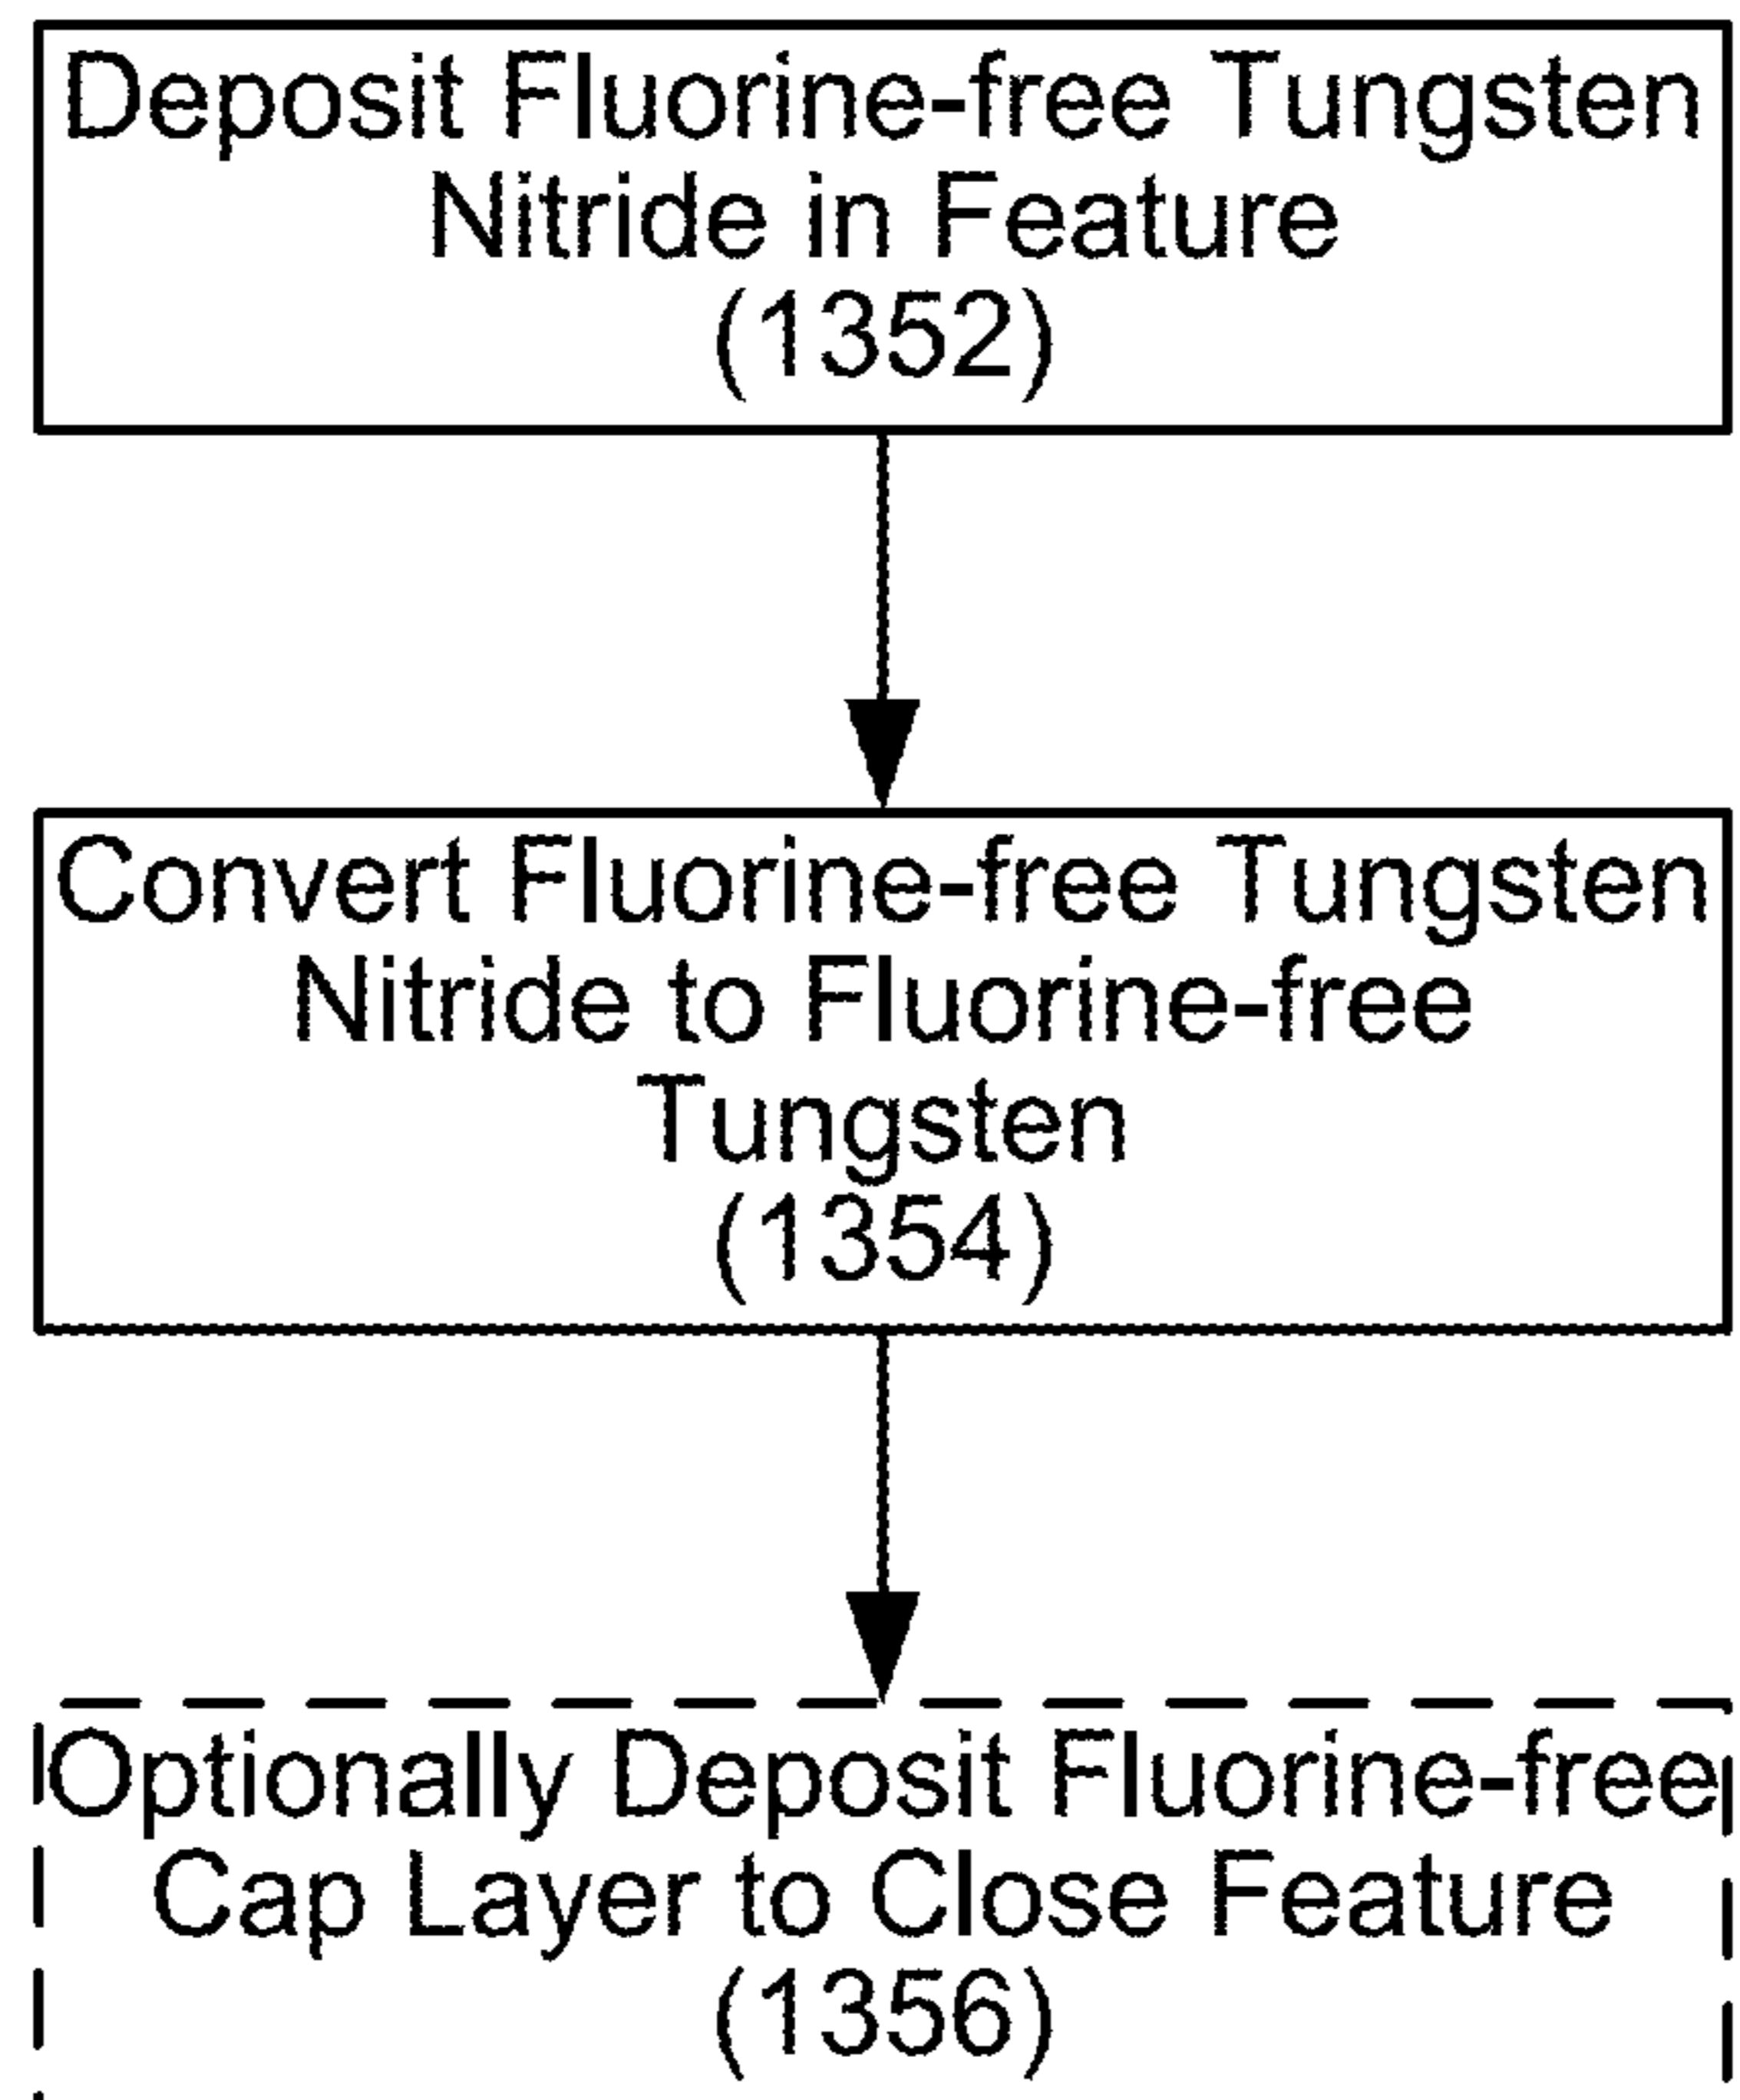 Deposit Fluorine-free Tungsten
Nitride in Feature
(1352)
Convert Fluorine-free Tungsten
Nitride to Fluorine-free
Tungsten
(1354)
Optionally Deposit Fluorine-free
Cap Layer to Close Feature
(1356)